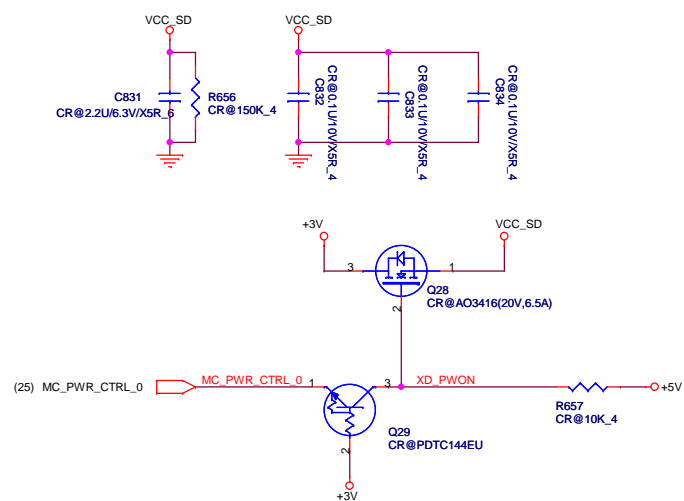 VCC_SD
VCC_SD
C831
CR@2.2U/6.3V/X5R_6
R656
CR@150K_4
C832
CR@0.1U/10V/X5R_4
C833
CR@0.1U/10V/X5R_4
C834
CR@0.1U/10V/X5R_4
+3V
VCC_SD
3
1
2
Q28
CR@AO3416(20V,6.5A)
(25) MC_PWR_CTRL_0
MC_PWR_CTRL_0
1
3
XD_PWON
+5V
R657
CR@10K_4
Q29
CR@PDTC144EU
2
+3V